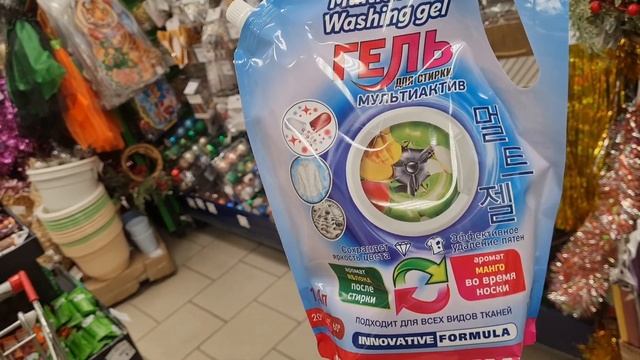 Washing gel
ГЕЛЬ
ДЛЯ СТИРКИ
МУЛЬТИАКТИВ
멀
트
젤
Сохраняет
яркость цвета
Эффективное
удаление пятен
аромат
ЯБЛОКА
после
стирки
аромат
МАНГО
во время
носки
ПОДХОДИТ ДЛЯ ВСЕХ ВИДОВ ТКАНЕЙ
INNOVATIVE FORMULA